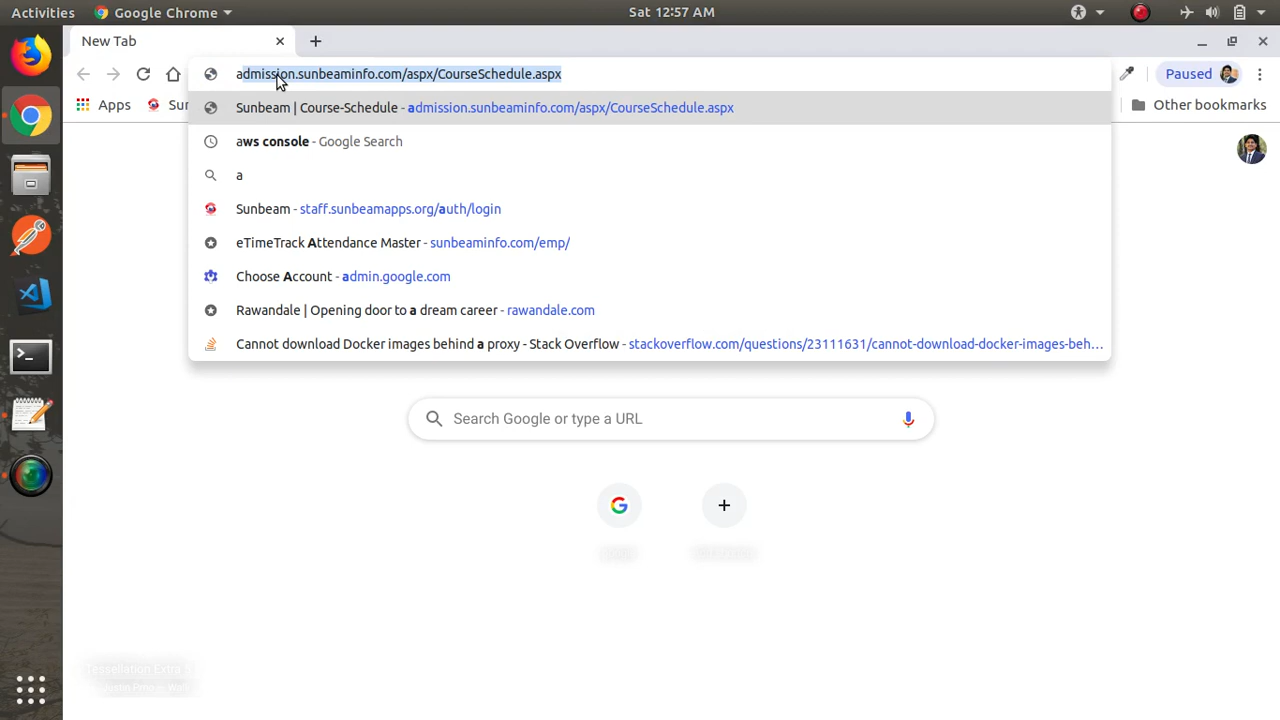 Activities
Google Chrome
Sat 12:57 AM
New Tab
admission.sunbeaminfo.com/aspx/CourseSchedule.aspx
Paused
Apps
Sun
Other bookmarks
Sunbeam | Course-Schedule - admission.sunbeaminfo.com/aspx/CourseSchedule.aspx
aws console - Google Search
a
Sunbeam - staff.sunbeamapps.org/auth/login
eTimeTrack Attendance Master - sunbeaminfo.com/emp/
Choose Account - admin.google.com
Rawandale | Opening door to a dream career - rawandale.com
Cannot download Docker images behind a proxy - Stack Overflow - stackoverflow.com/questions/23111631/cannot-download-docker-images-beh…
Search Google or type a URL
Tessellation Extra